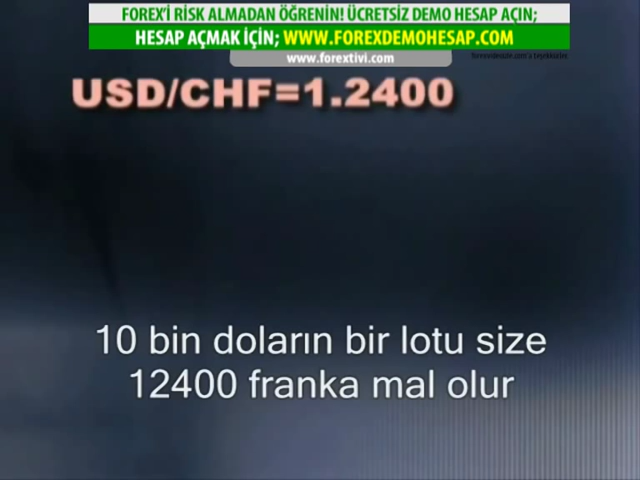 FOREX'İ RİSK ALMADAN ÖĞRENİN! ÜCRETSİZ DEMO HESAP AÇIN;
HESAP AÇMAK İÇİN; WWW.FOREXDEMOHESAP.COM
www.forextivi.com
USD/CHF=1.2400
10 bin doların bir lotu size
12400 franka mal olur